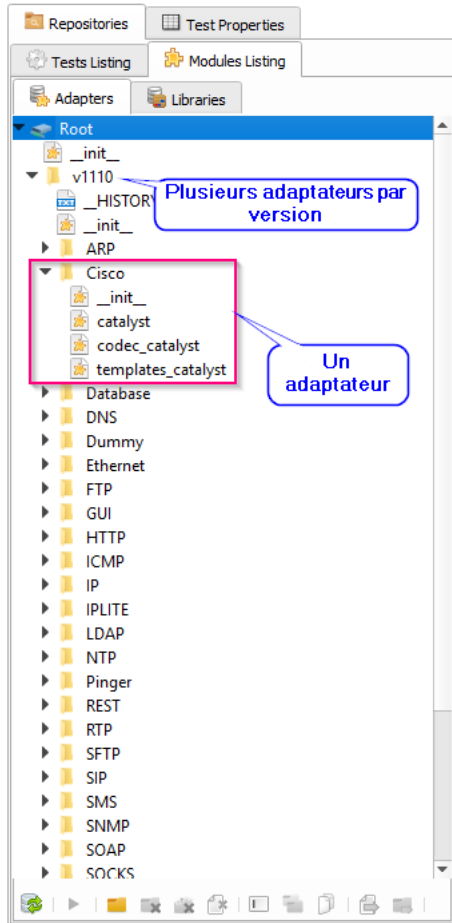 Repositories
Test Properties
Tests Listing
Modules Listing
Adapters
Libraries
Root
__init__
v1110
Plusieurs adaptateurs par
version
__HISTORY
__init__
ARP
Cisco
__init__
catalyst
codec_catalyst
templates_catalyst
Un
adaptateur
Database
DNS
Dummy
Ethernet
FTP
GUI
HTTP
ICMP
IP
IPLITE
LDAP
NTP
Pinger
REST
RTP
SFTP
SIP
SMS
SNMP
SOAP
SOCKS